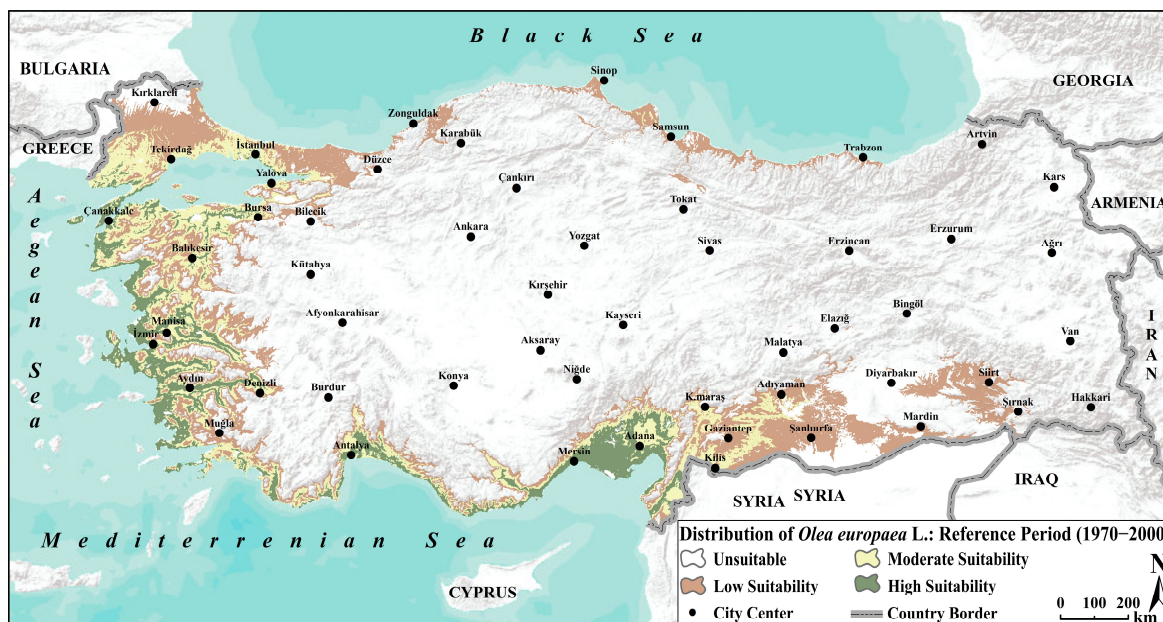 Black Sea
BULGARIA
GEORGIA
Sinop
Kırklareli
Zonguldak
Karabük
Samsun
Artvin
GREECE
İstanbul
Tekirdağ
Düzce
Trabzon
Yalova
Çankırı
Kars
ARMENIA
Çanakkale
Bursa
Bilecik
Tokat
Aegean Sea
Ankara
Yozgat
Sivas
Erzincan
Erzurum
Ağrı
Balıkesir
Kütahya
Kırşehir
Bingöl
IRAN
Afyonkarahisar
Kayseri
Elazığ
Manisa
İzmir
Aksaray
Malatya
Van
Aydın
Denizli
Burdur
Konya
Niğde
Adıyaman
Diyarbakır
Siirt
K.maraş
Şırnak
Hakkari
Muğla
Gaziantep
Şanlıurfa
Mardin
Antalya
Mersin
Adana
Kilis
SYRIA
SYRIA
IRAQ
Mediterrenian Sea
CYPRUS
Distribution of Olea europaea L.: Reference Period (1970−2000)
Unsuitable
Moderate Suitability
Low Suitability
High Suitability
City Center
Country Border
N
0 100 200
km